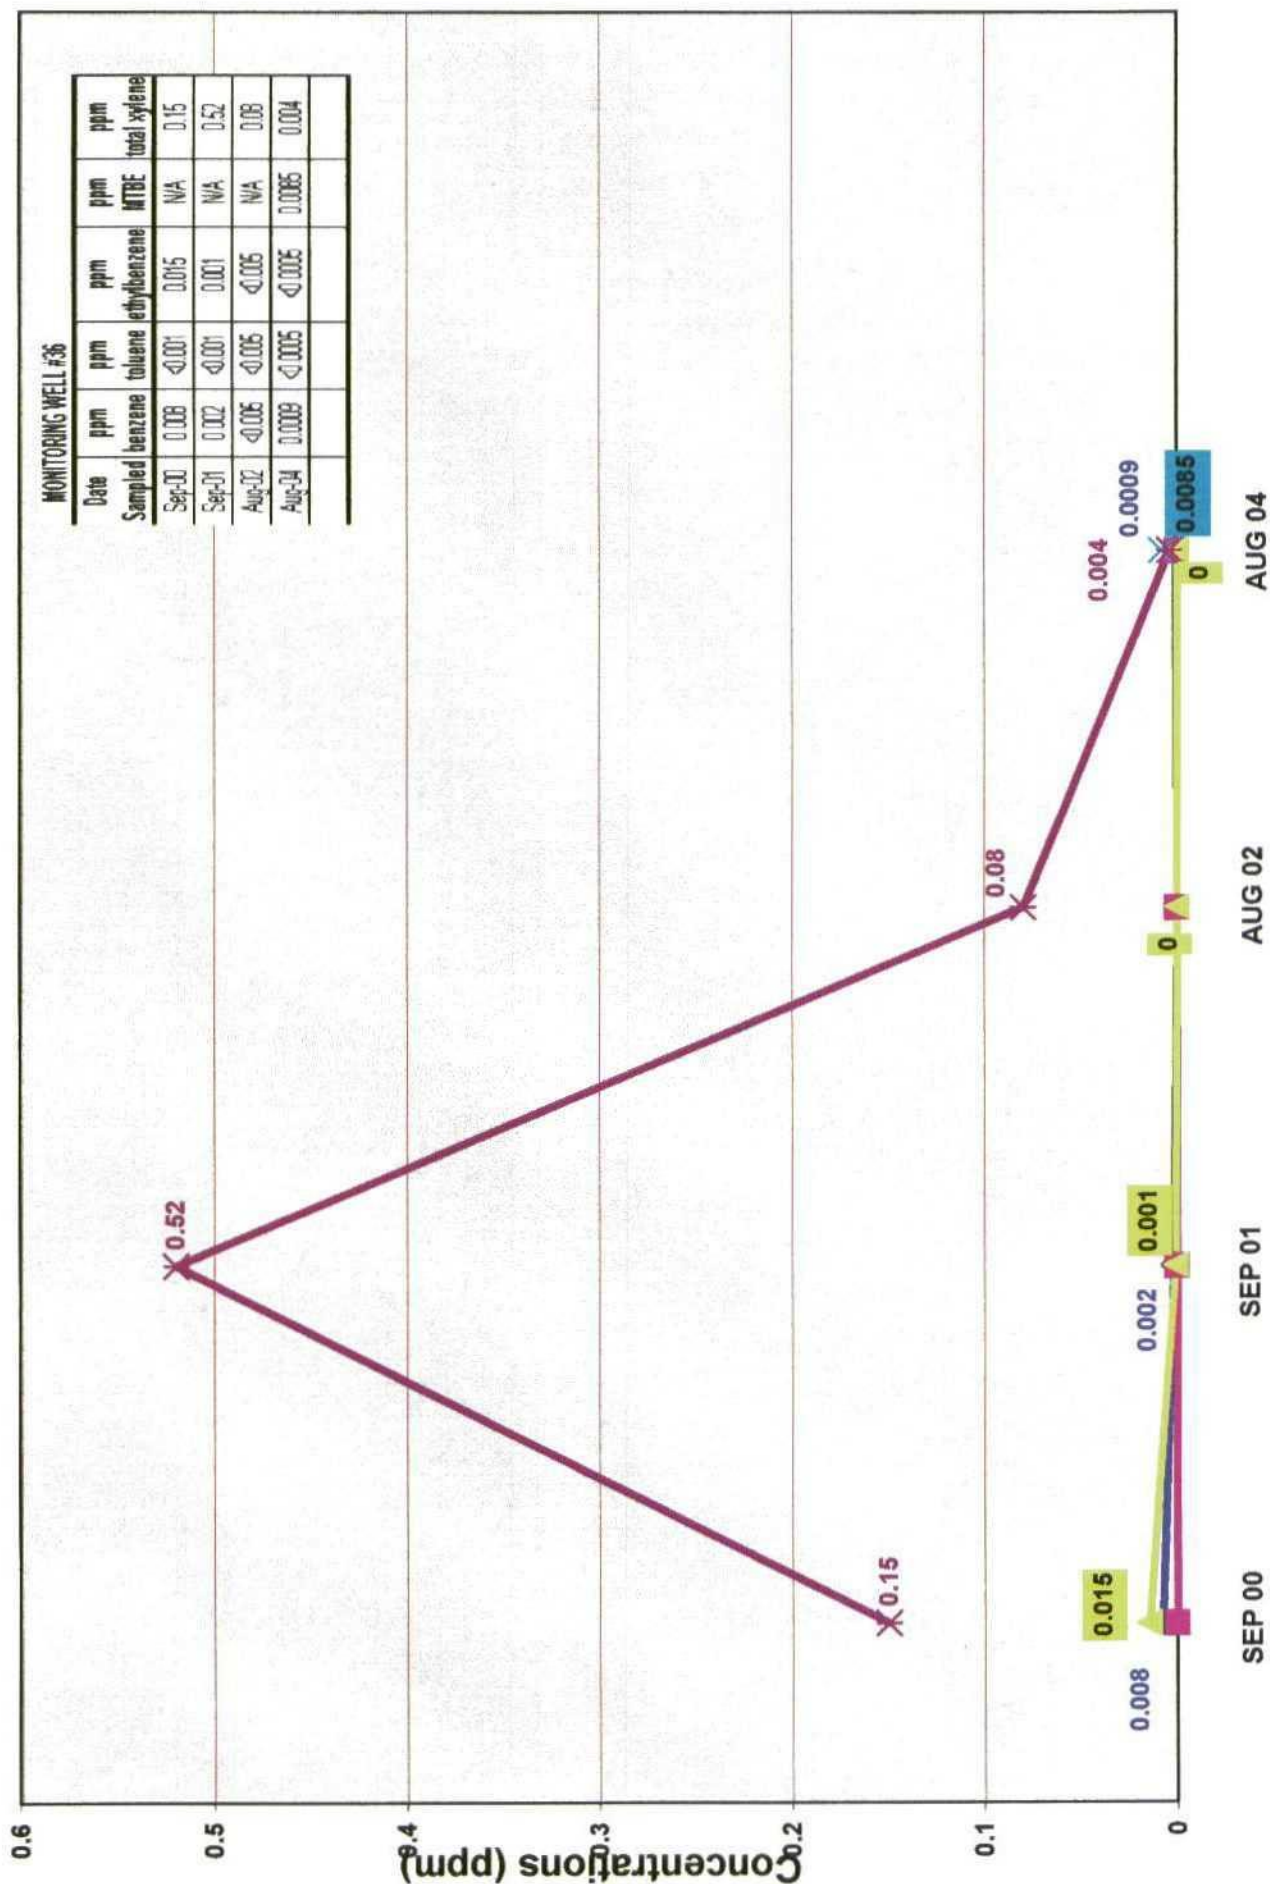 MONITORING WELL #36
Date ppm ppm ppm ppm ppm
Sampled benzene toluene ethylbenzene MTBE total xylene
Sep-00 0.008 <0.001 0.015 N/A 0.15
Sep-01 0.002 <0.001 0.001 N/A 0.52
Aug-02 <0.005 <0.005 <0.005 N/A 0.08
Aug-04 0.0009 <0.0005 <0.0005 0.0085 0.004
Concentrations (ppm)
0.6
0.5
0.4
0.3
0.2
0.1
0
0.15
0.52
0.08
0.004
0.015
0.008
0.002
0.001
0
0.0009
0.0085
0
SEP 00
SEP 01
AUG 02
AUG 04